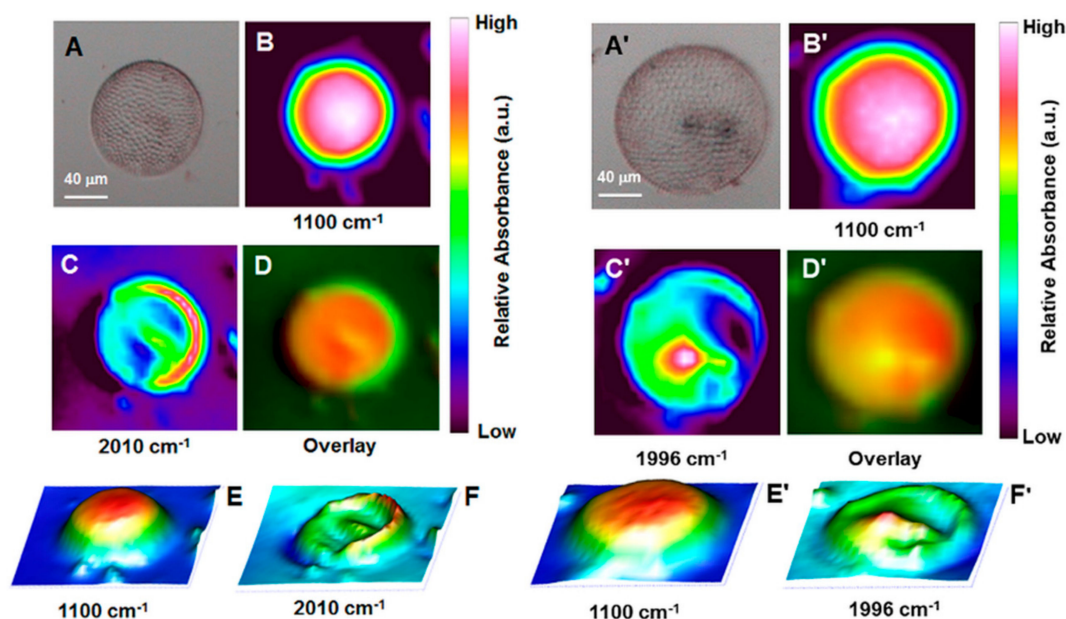 A
B
High
A'
B'
High
40 µm
40 µm
1100 cm-1
1100 cm-1
Relative Absorbance (a.u.)
Relative Absorbance (a.u.)
C
D
C'
D'
Low
Low
2010 cm-1
Overlay
1996 cm-1
Overlay
E
F
E'
F'
1100 cm-1
2010 cm-1
1100 cm-1
1996 cm-1